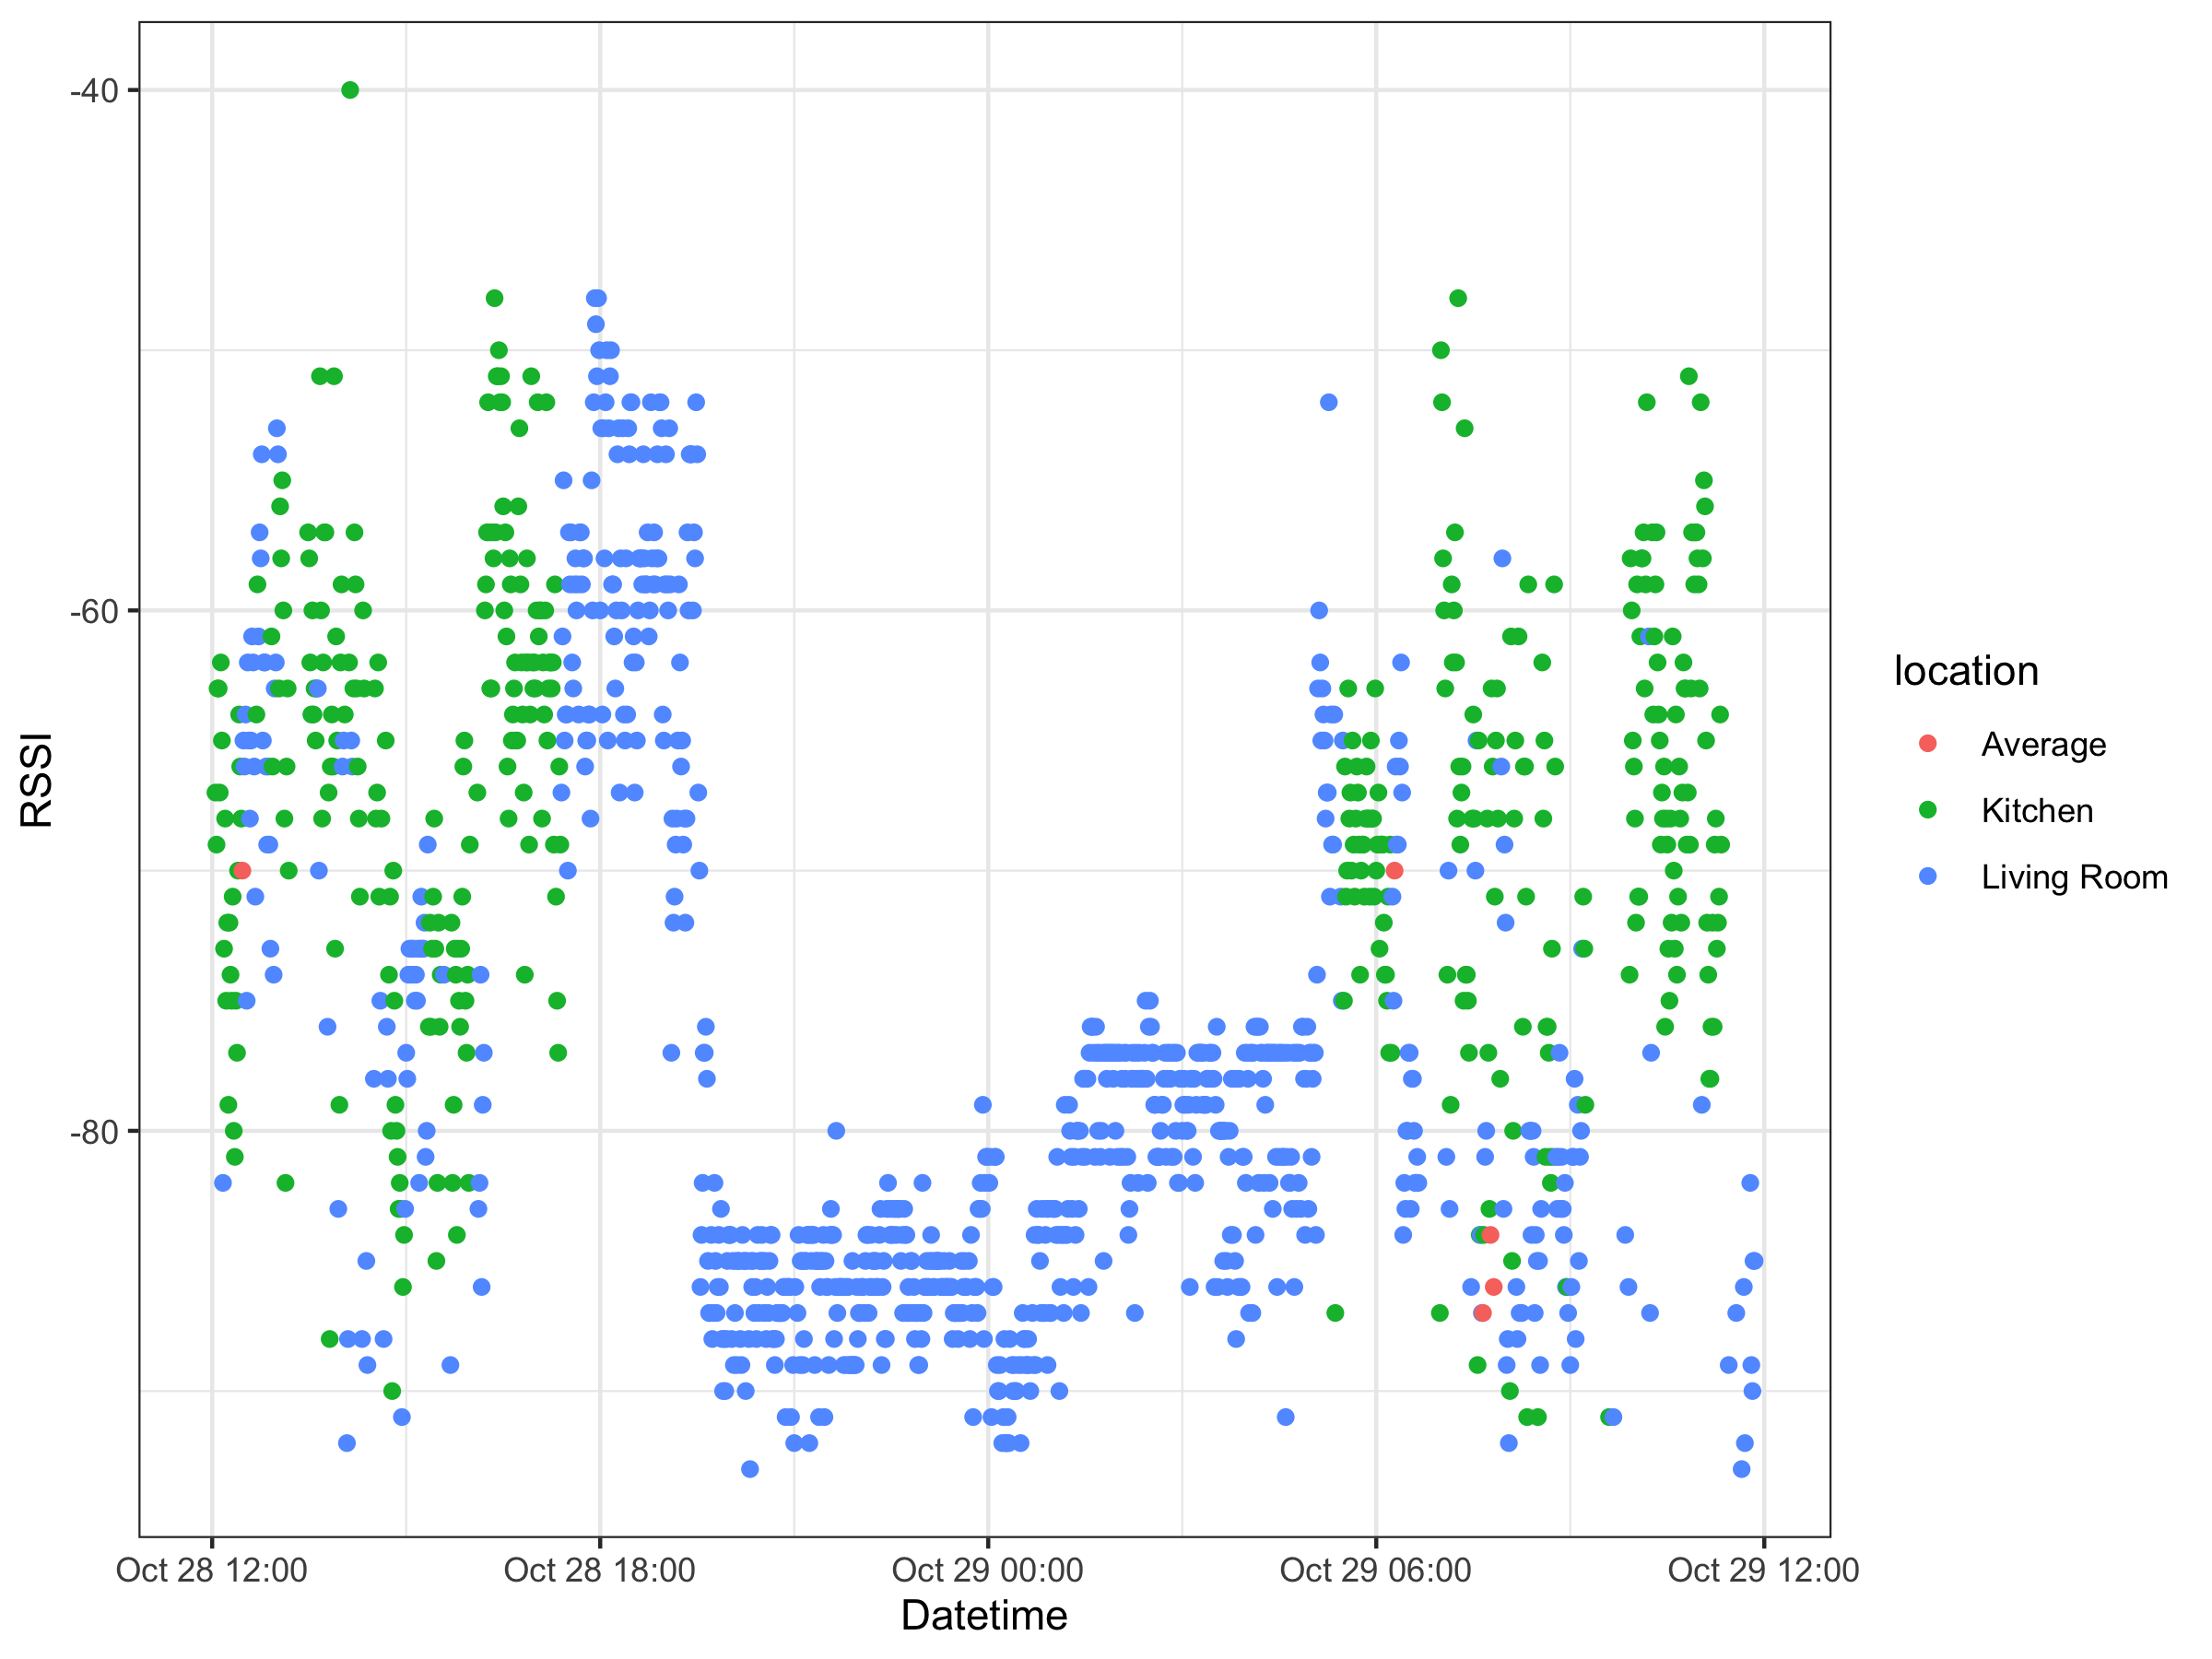 -40
-60
-80
RSSI
Oct 28 12:00
Oct 28 18:00
Oct 29 00:00
Oct 29 06:00
Oct 29 12:00
Datetime
location
Average
Kitchen
Living Room